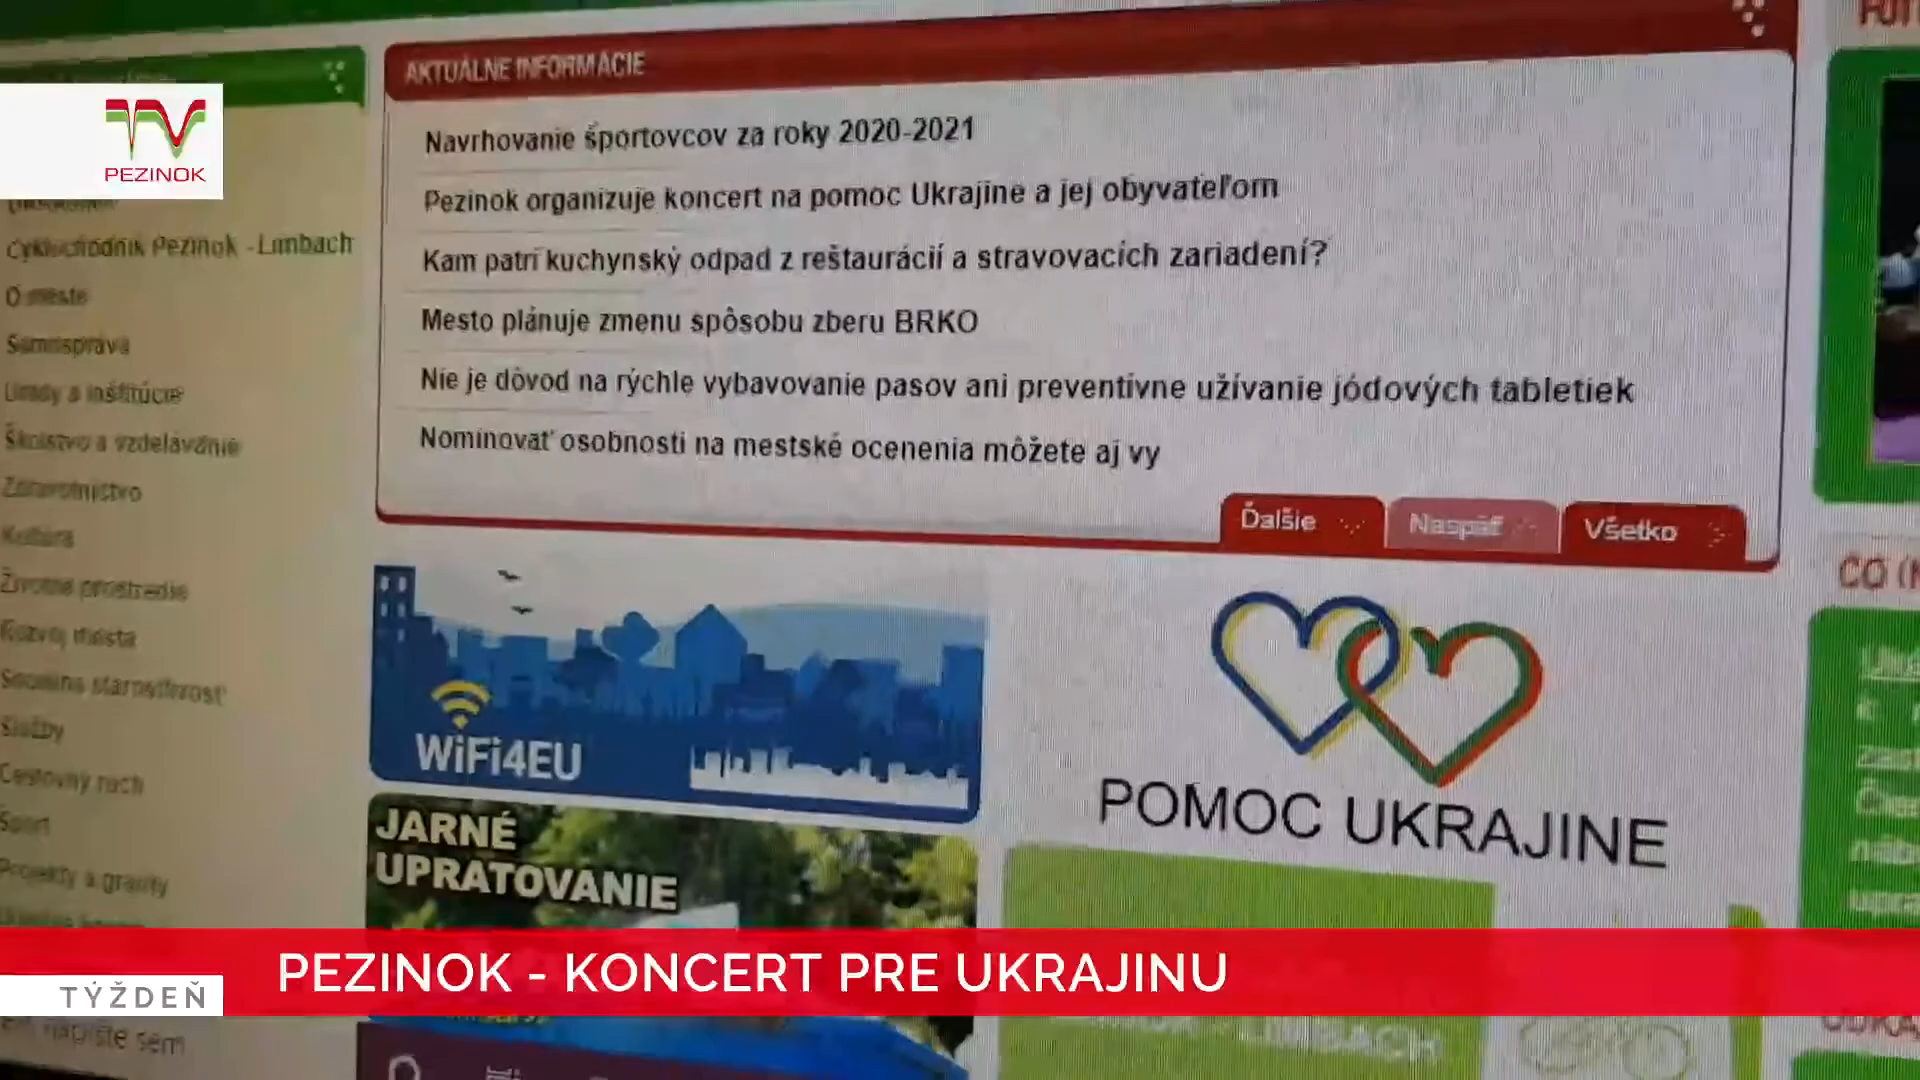 AKTUÁLNE INFORMÁCIE
TV
PEZINOK
Navrhovanie športovcov za roky 2020-2021
Pezinok organizuje koncert na pomoc Ukrajine a jej obyvateľom
Kam patrí kuchynský odpad z reštaurácií a stravovacích zariadení?
Mesto plánuje zmenu spôsobu zberu BRKO
Nie je dôvod na rýchle vybavovanie pasov ani preventívne užívanie jódových tabletiek
Nominovať osobnosti na mestské ocenenia môžete aj vy
Ďalšie
Naspäť
Všetko
Cyklochodník Pezinok - Limbach
O meste
Samospráva
Úrady a inštitúcie
Školstvo a vzdelávanie
Zdravotníctvo
Kultúra
Životné prostredie
Rozvoj mesta
Sociálna starostlivosť
Služby
Cestovný ruch
Šport
Projekty a granty
WiFi4EU
POMOC UKRAJINE
JARNÉ
UPRATOVANIE
CO
PEZINOK - KONCERT PRE UKRAJINU
TÝŽDEŇ
napíšte sem
LIMBACH